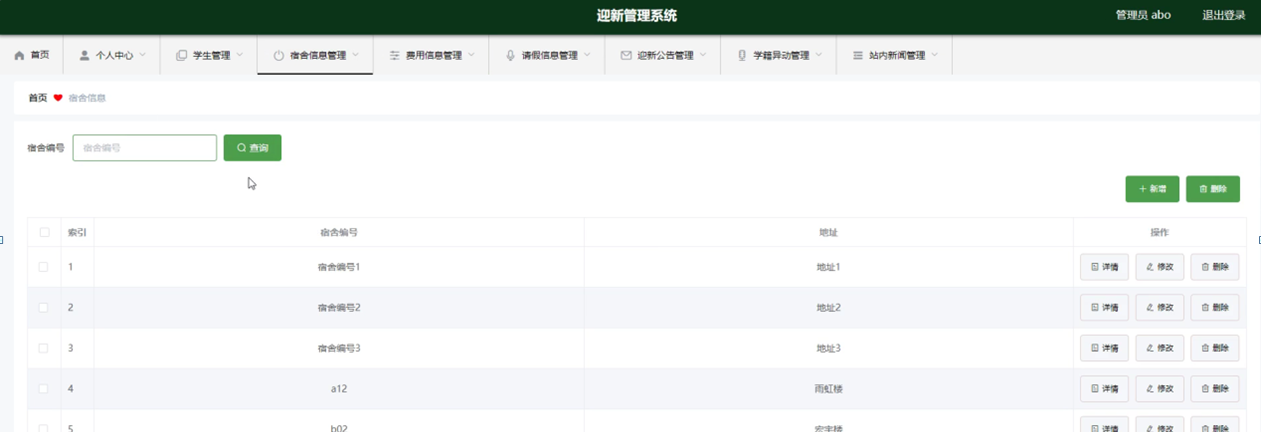 迎新管理系统
管理员 abo 退出登录
首页 个人中心 学生管理 宿舍信息管理 费用信息管理 请假信息管理 迎新公告管理 学籍异动管理 站内新闻管理
首页 宿舍信息
宿舍编号 宿舍编号 查询
新增 删除
索引 宿舍编号 地址 操作
1 宿舍编号1 地址1 详情 修改 删除
2 宿舍编号2 地址2 详情 修改 删除
3 宿舍编号3 地址3 详情 修改 删除
4 a12 雨虹楼 详情 修改 删除
5 b02 宏宇楼 详情 修改 删除